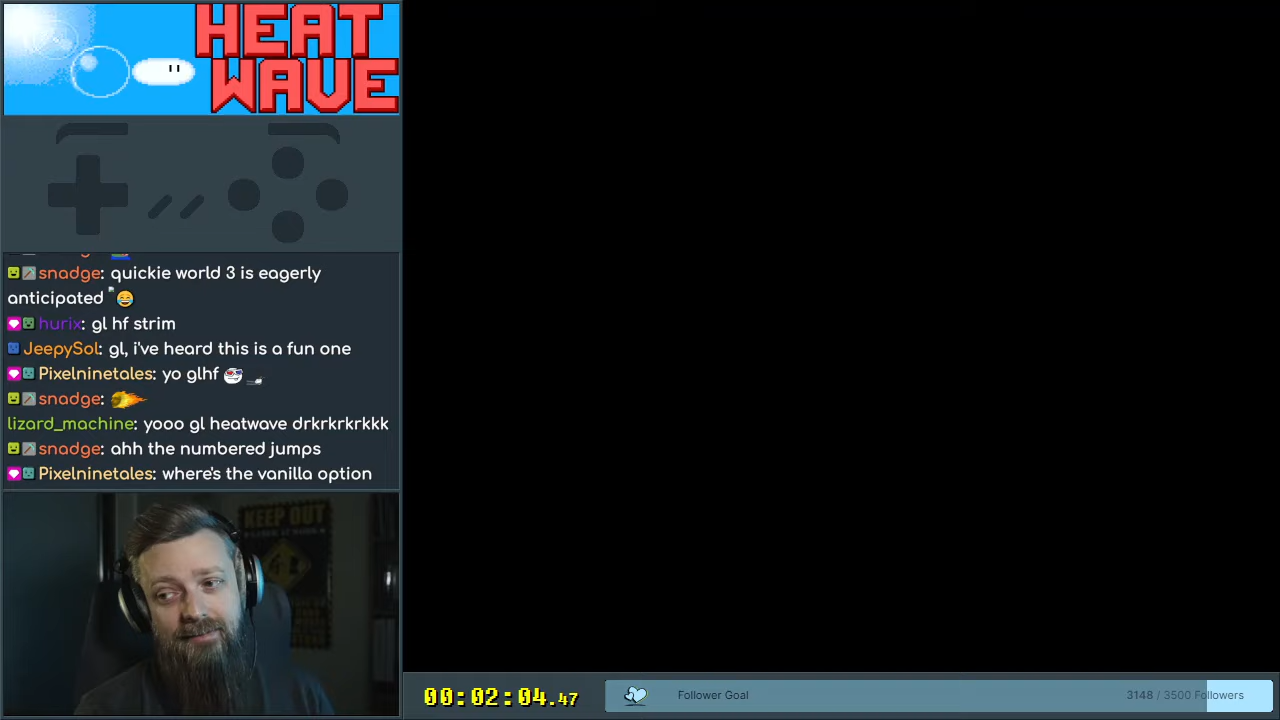 HEAT
WAVE
snadge: quickie world 3 is eagerly
anticipated
hurix: gl hf strim
JeepySol: gl, i've heard this is a fun one
Pixelninetales: yo glhf
snadge:
lizard_machine: yooo gl heatwave drkrkrkrkkk
snadge: ahh the numbered jumps
Pixelninetales: where's the vanilla option
KEEP OUT
00:02:04.47
Follower Goal
3148 / 3500 Followers